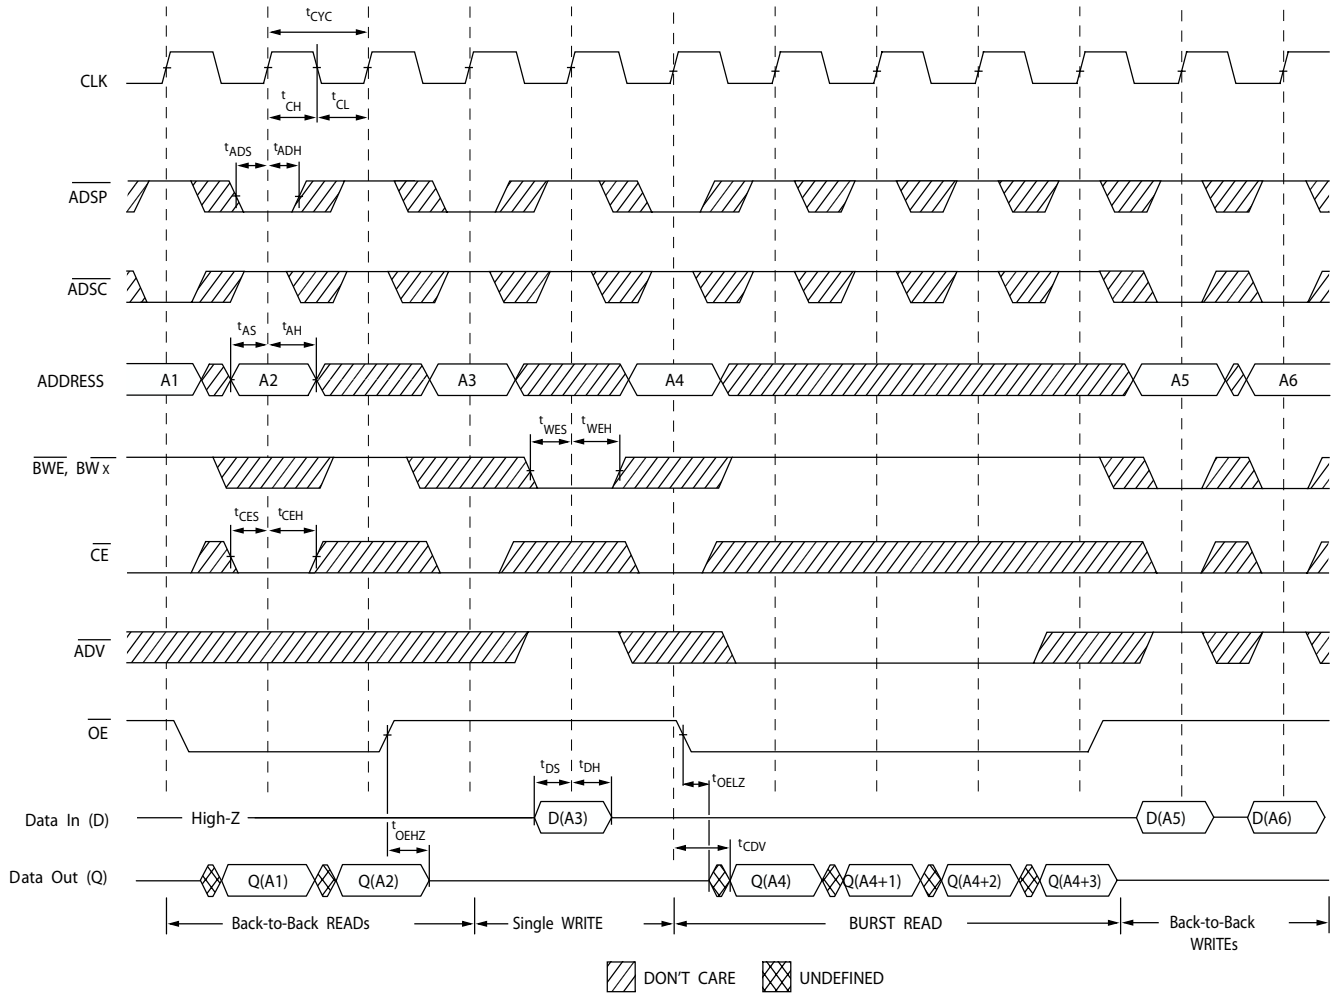 tCYC
CLK
tCH tCL
tADS tADH
ADSP
ADSC
tAS tAH
ADDRESS A1 A2 A3 A4 A5 A6
tWES tWEH
BWE, BW X
tCES tCEH
CE
ADV
OE
tDS tDH tOELZ
Data In (D) High-Z D(A3) D(A5) D(A6)
tOEHZ tCDV
Data Out (Q) Q(A1) Q(A2) Q(A4) Q(A4+1) Q(A4+2) Q(A4+3)
Back-to-Back READs Single WRITE BURST READ Back-to-Back
WRITEs
DON'T CARE UNDEFINED